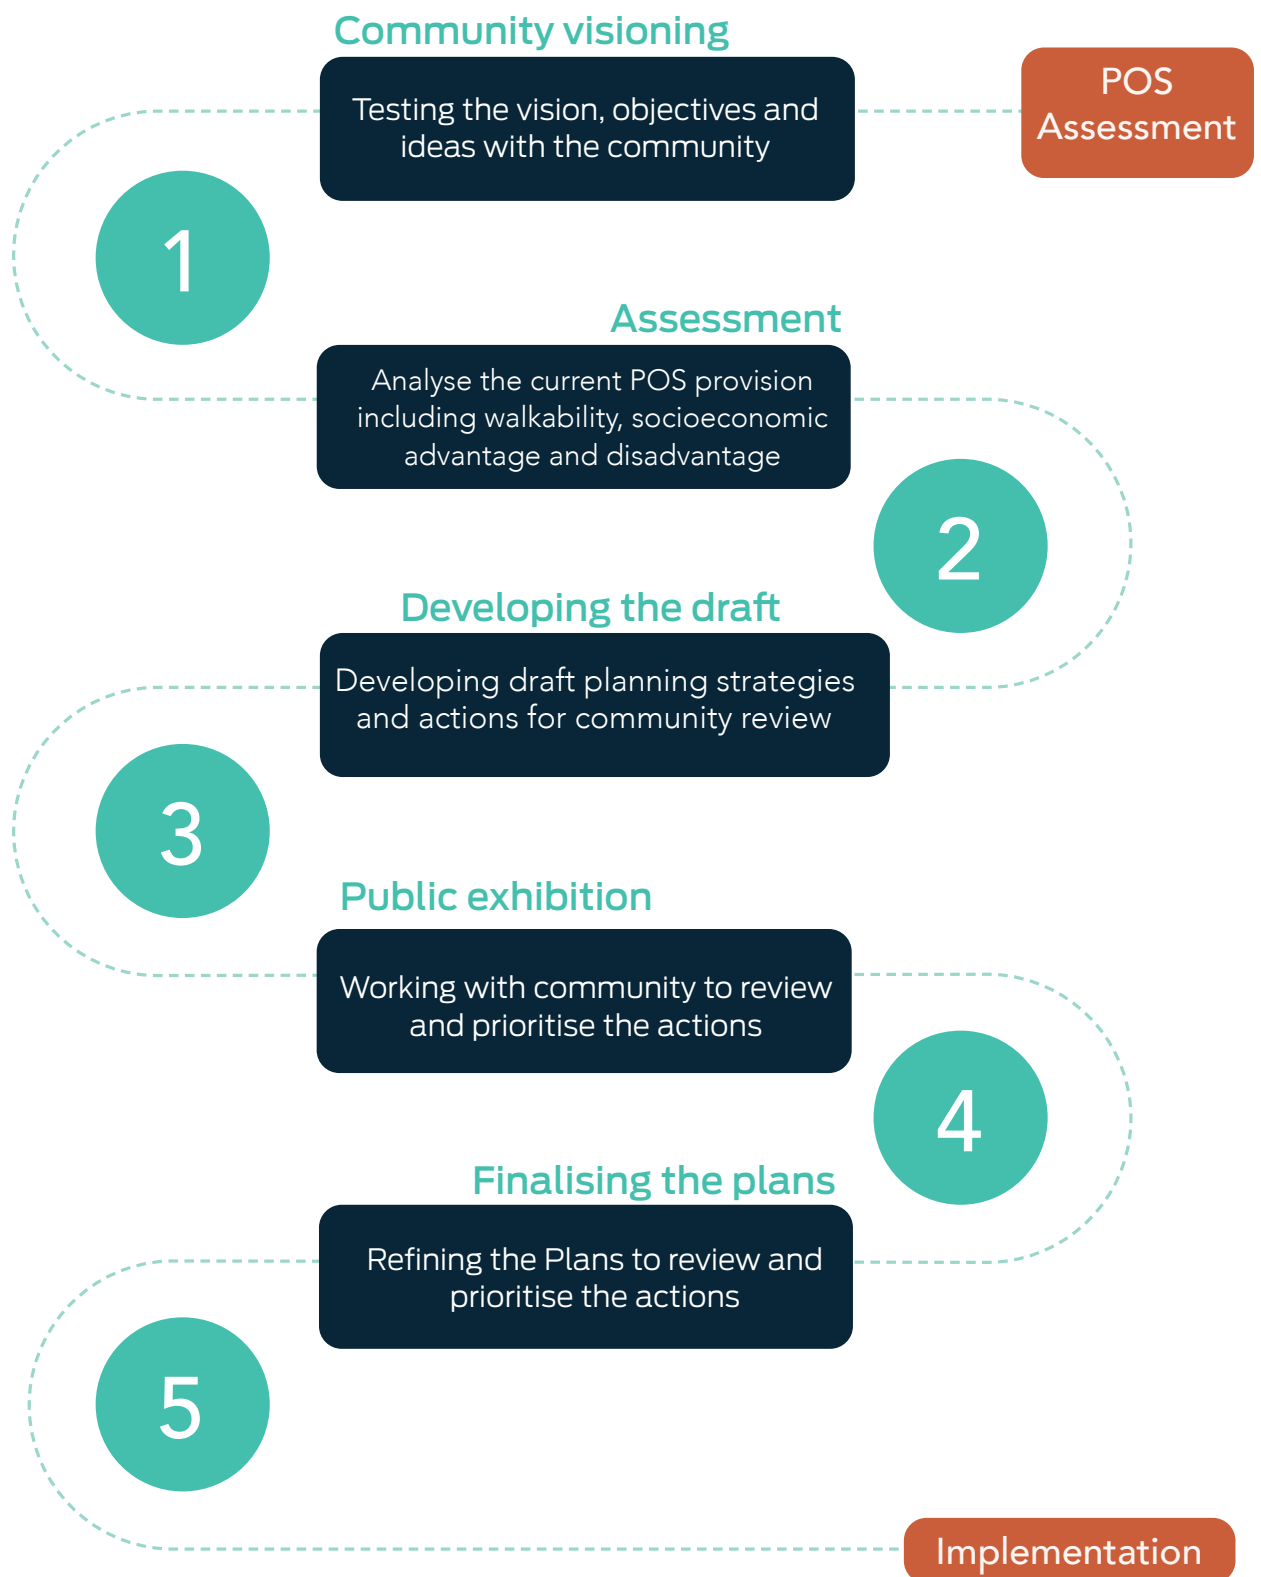 Community visioning
Testing the vision, objectives and
ideas with the community
POS
Assessment
1
Assessment
Analyse the current POS provision
including walkability, socioeconomic
advantage and disadvantage
2
Developing the draft
Developing draft planning strategies
and actions for community review
3
Public exhibition
Working with community to review
and prioritise the actions
4
Finalising the plans
Refining the Plans to review and
prioritise the actions
5
Implementation